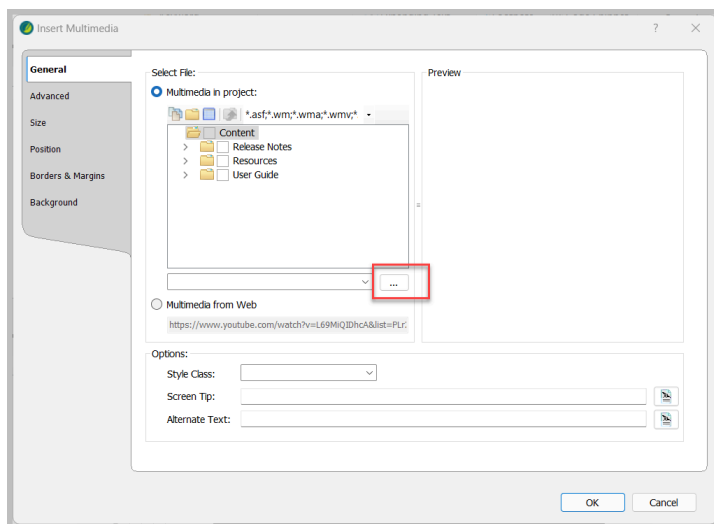 Insert Multimedia
?
General
Advanced
Size
Position
Borders & Margins
Background
Select File:
Multimedia in project:
*.asf;*.wm;*.wma;*.wmv;*
Content
Release Notes
Resources
User Guide
...
Multimedia from Web
https://www.youtube.com/watch?v=L69MiQIDhcA&list=PLr
Preview
Options:
Style Class:
Screen Tip:
Alternate Text:
OK
Cancel